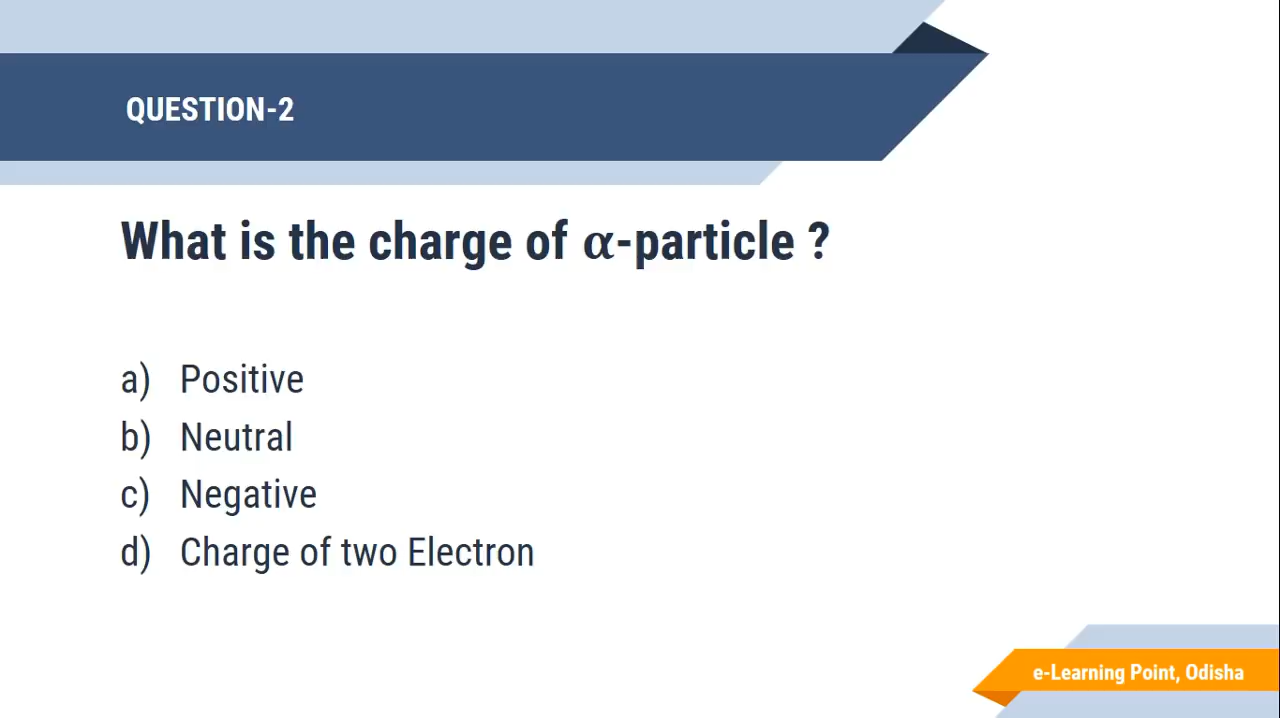 QUESTION-2
What is the charge of α-particle ?
a) Positive
b) Neutral
c) Negative
d) Charge of two Electron
e-Learning Point, Odisha